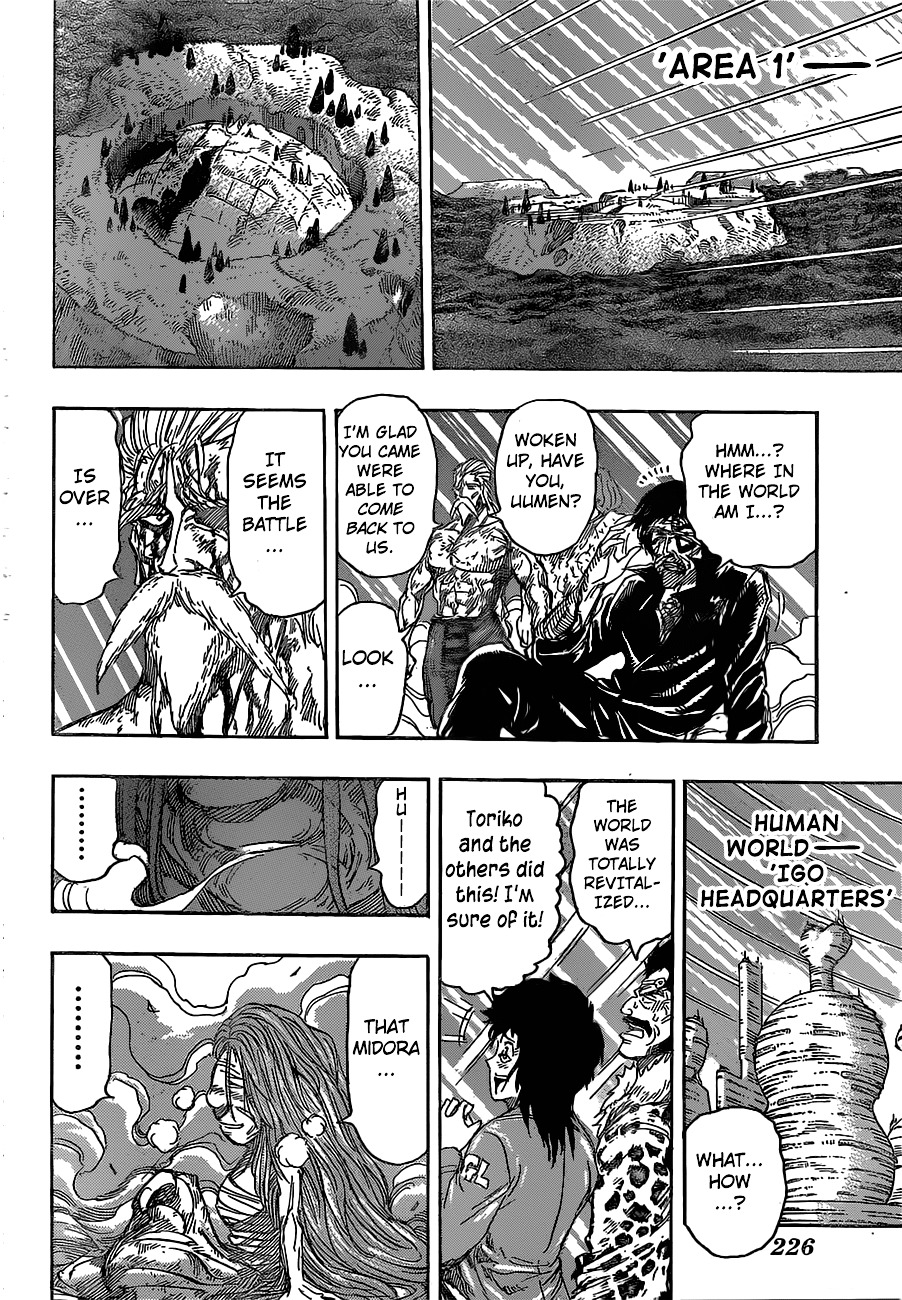 'AREA 1'—
HMM...?
WHERE IN
THE WORLD
AM I...?
WOKEN
UP, HAVE
YOU,
UUMEN?
I'M GLAD
YOU CAME
WERE
ABLE TO
COME
BACK TO
US.
LOOK
...
IT
SEEMS
THE
BATTLE
...
IS
OVER
...
HUMAN
WORLD—
'IGO
HEADQUARTERS'
WHAT...
HOW
...?
THE
WORLD
WAS
TOTALLY
REVITAL-
IZED...
Toriko
and the
others did
this! I'm
sure of it!
GL
HU————
........
THAT
MIDORA
...
........
226